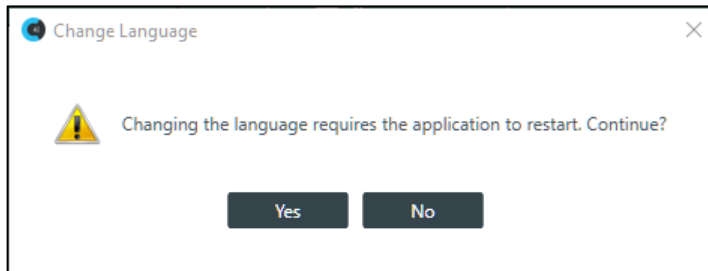 Change Language
Changing the language requires the application to restart. Continue?
Yes
No